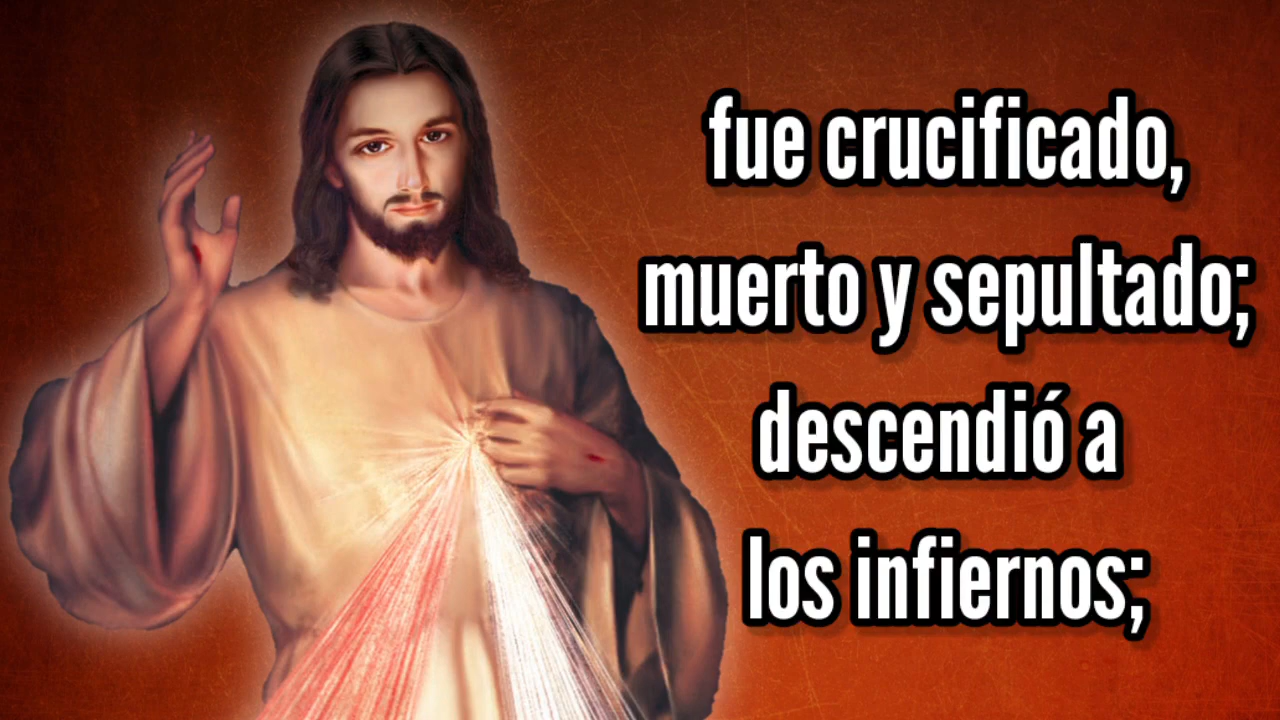 fue crucificado,
muerto y sepultado;
descendió a
los infiernos;